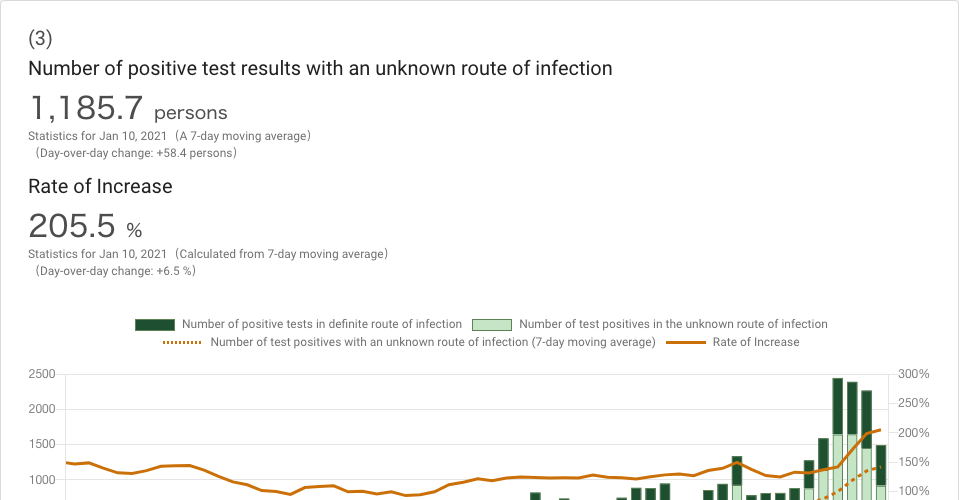 (3)
Number of positive test results with an unknown route of infection
1,185.7 persons
Statistics for Jan 10, 2021（A 7-day moving average）
（Day-over-day change: +58.4 persons）
Rate of Increase
205.5 %
Statistics for Jan 10, 2021（Calculated from 7-day moving average）
（Day-over-day change: +6.5 %）
Number of positive tests in definite route of infection Number of test positives in the unknown route of infection
Number of test positives with an unknown route of infection (7-day moving average) Rate of Increase
2500 300%
250%
2000
200%
1500
150%
1000
100%